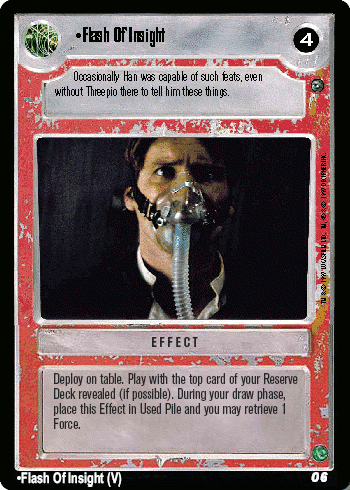 •Flash Of Insight
4
Occasionally Han was capable of such feats, even
without Threepio there to tell him these things.
EFFECT
Deploy on table. Play with the top card of your Reserve
Deck revealed (if possible). During your draw phase,
place this Effect in Used Pile and you may retrieve 1
Force.
•Flash Of Insight (V)
06